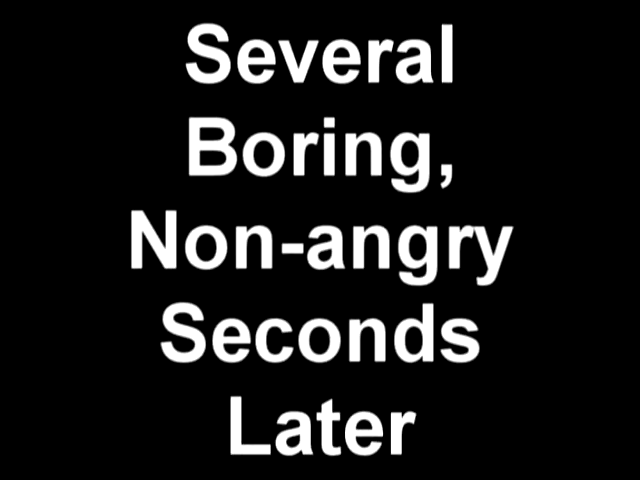 Several
Boring,
Non-angry
Seconds
Later